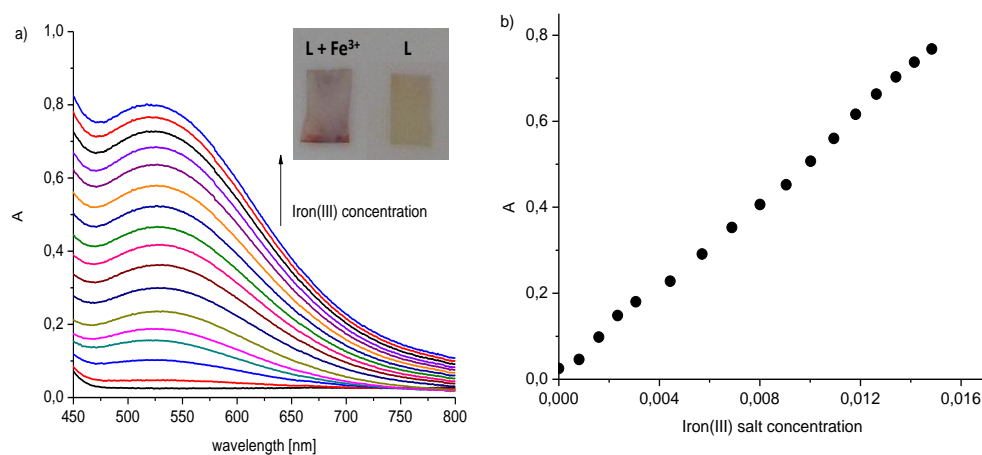 a)
1,0
0,8
0,6
0,4
0,2
0,0
A
450 500 550 600 650 700 750 800
wavelength [nm]
L + Fe³⁺ L
Iron(III) concentration
b)
0,8
0,6
0,4
0,2
0,0
A
0,000 0,004 0,008 0,012 0,016
Iron(III) salt concentration